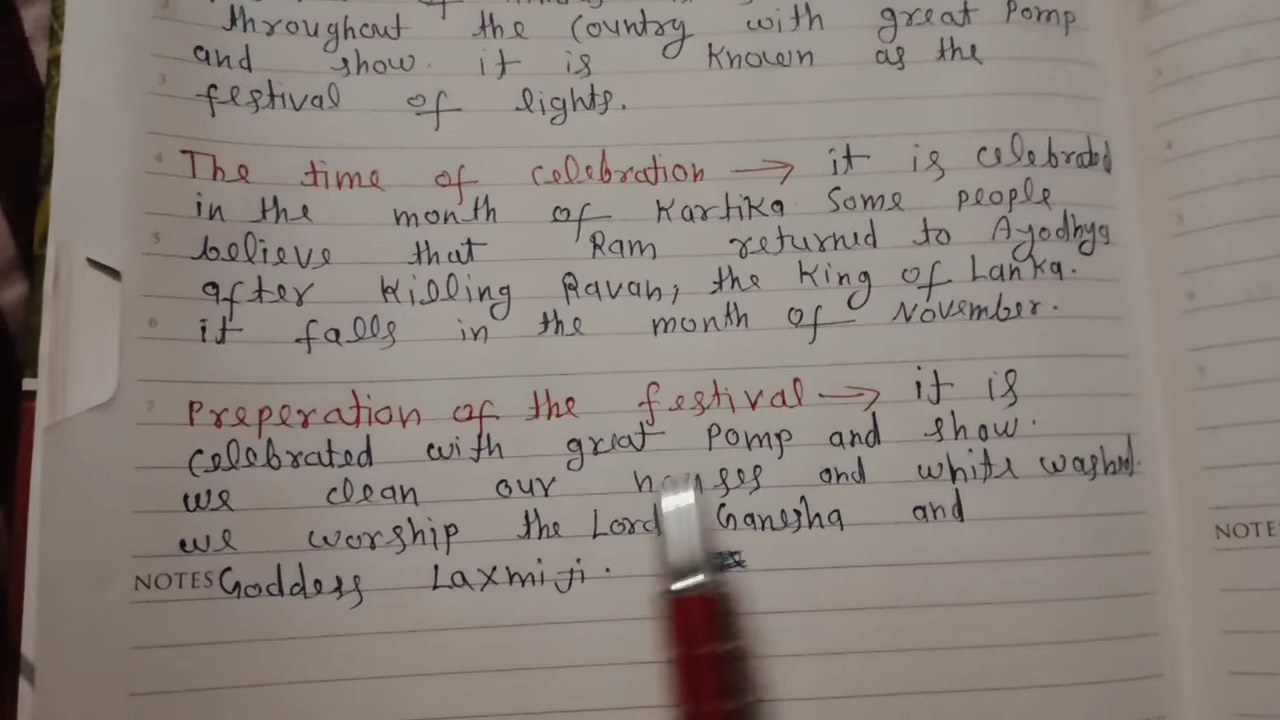 throughout the country with great Pomp
and show. it is known as the
festival of lights.
The time of celebration → it is celebrated
in the month of Kartika Some people
believe that Ram returned to Ayodhya
after Killing Ravan, the King of Lanka.
it falls in the month of November.
Preperation of the festival → it is
celebrated with great Pomp and show.
we clean our houses and white washed.
we worship the Lord Ganesha and
NOTES Goddess Laxmi ji.
NOTE